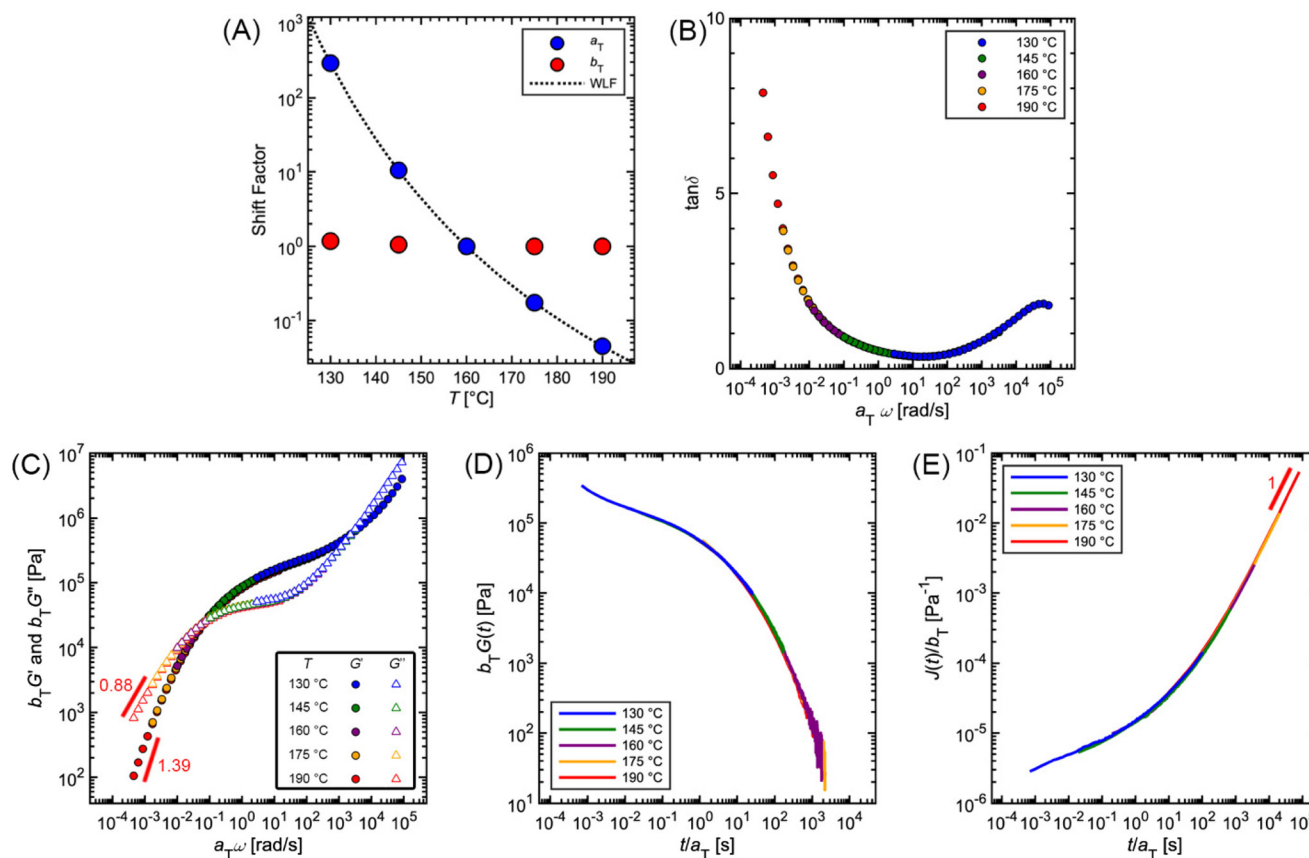 (A)
Shift Factor
10³
10²
10¹
10⁰
10⁻¹
a_T
b_T
WLF
130 140 150 160 170 180 190
T [°C]
(B)
tanδ
10
5
0
130 °C
145 °C
160 °C
175 °C
190 °C
10⁻⁴ 10⁻³ 10⁻² 10⁻¹ 10⁰ 10¹ 10² 10³ 10⁴ 10⁵
a_T ω [rad/s]
(C)
b_TG' and b_TG'' [Pa]
10⁷
10⁶
10⁵
10⁴
10³
10²
0.88
1.39
T G' G''
130 °C
145 °C
160 °C
175 °C
190 °C
10⁻⁴ 10⁻³ 10⁻² 10⁻¹ 10⁰ 10¹ 10² 10³ 10⁴ 10⁵
a_Tω [rad/s]
(D)
b_TG(t) [Pa]
10⁶
10⁵
10⁴
10³
10²
10¹
130 °C
145 °C
160 °C
175 °C
190 °C
10⁻⁴ 10⁻³ 10⁻² 10⁻¹ 10⁰ 10¹ 10² 10³ 10⁴
t/a_T [s]
(E)
J(t)/b_T [Pa⁻¹]
10⁻¹
10⁻²
10⁻³
10⁻⁴
10⁻⁵
10⁻⁶
130 °C
145 °C
160 °C
175 °C
190 °C
1
10⁻⁴ 10⁻³ 10⁻² 10⁻¹ 10⁰ 10¹ 10² 10³ 10⁴
t/a_T [s]